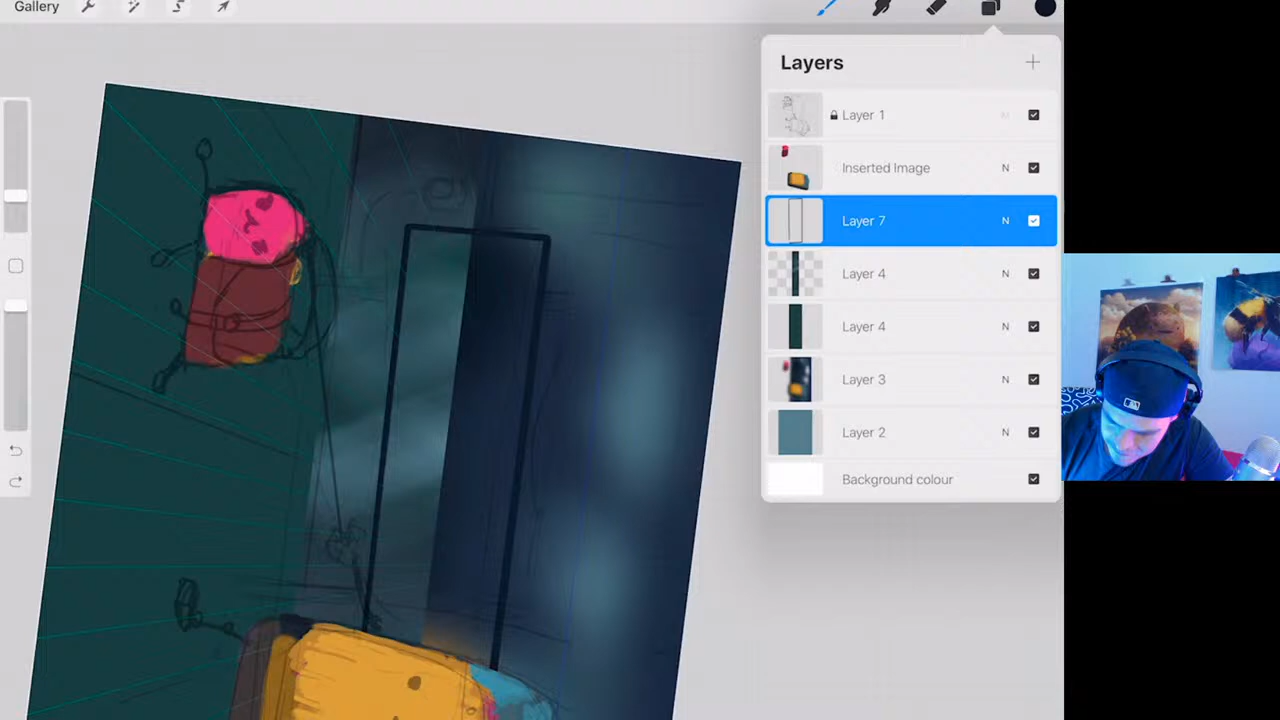 Gallery
Layers
Layer 1 M
Inserted Image N
Layer 7 N
Layer 4 N
Layer 4 N
Layer 3 N
Layer 2 N
Background colour